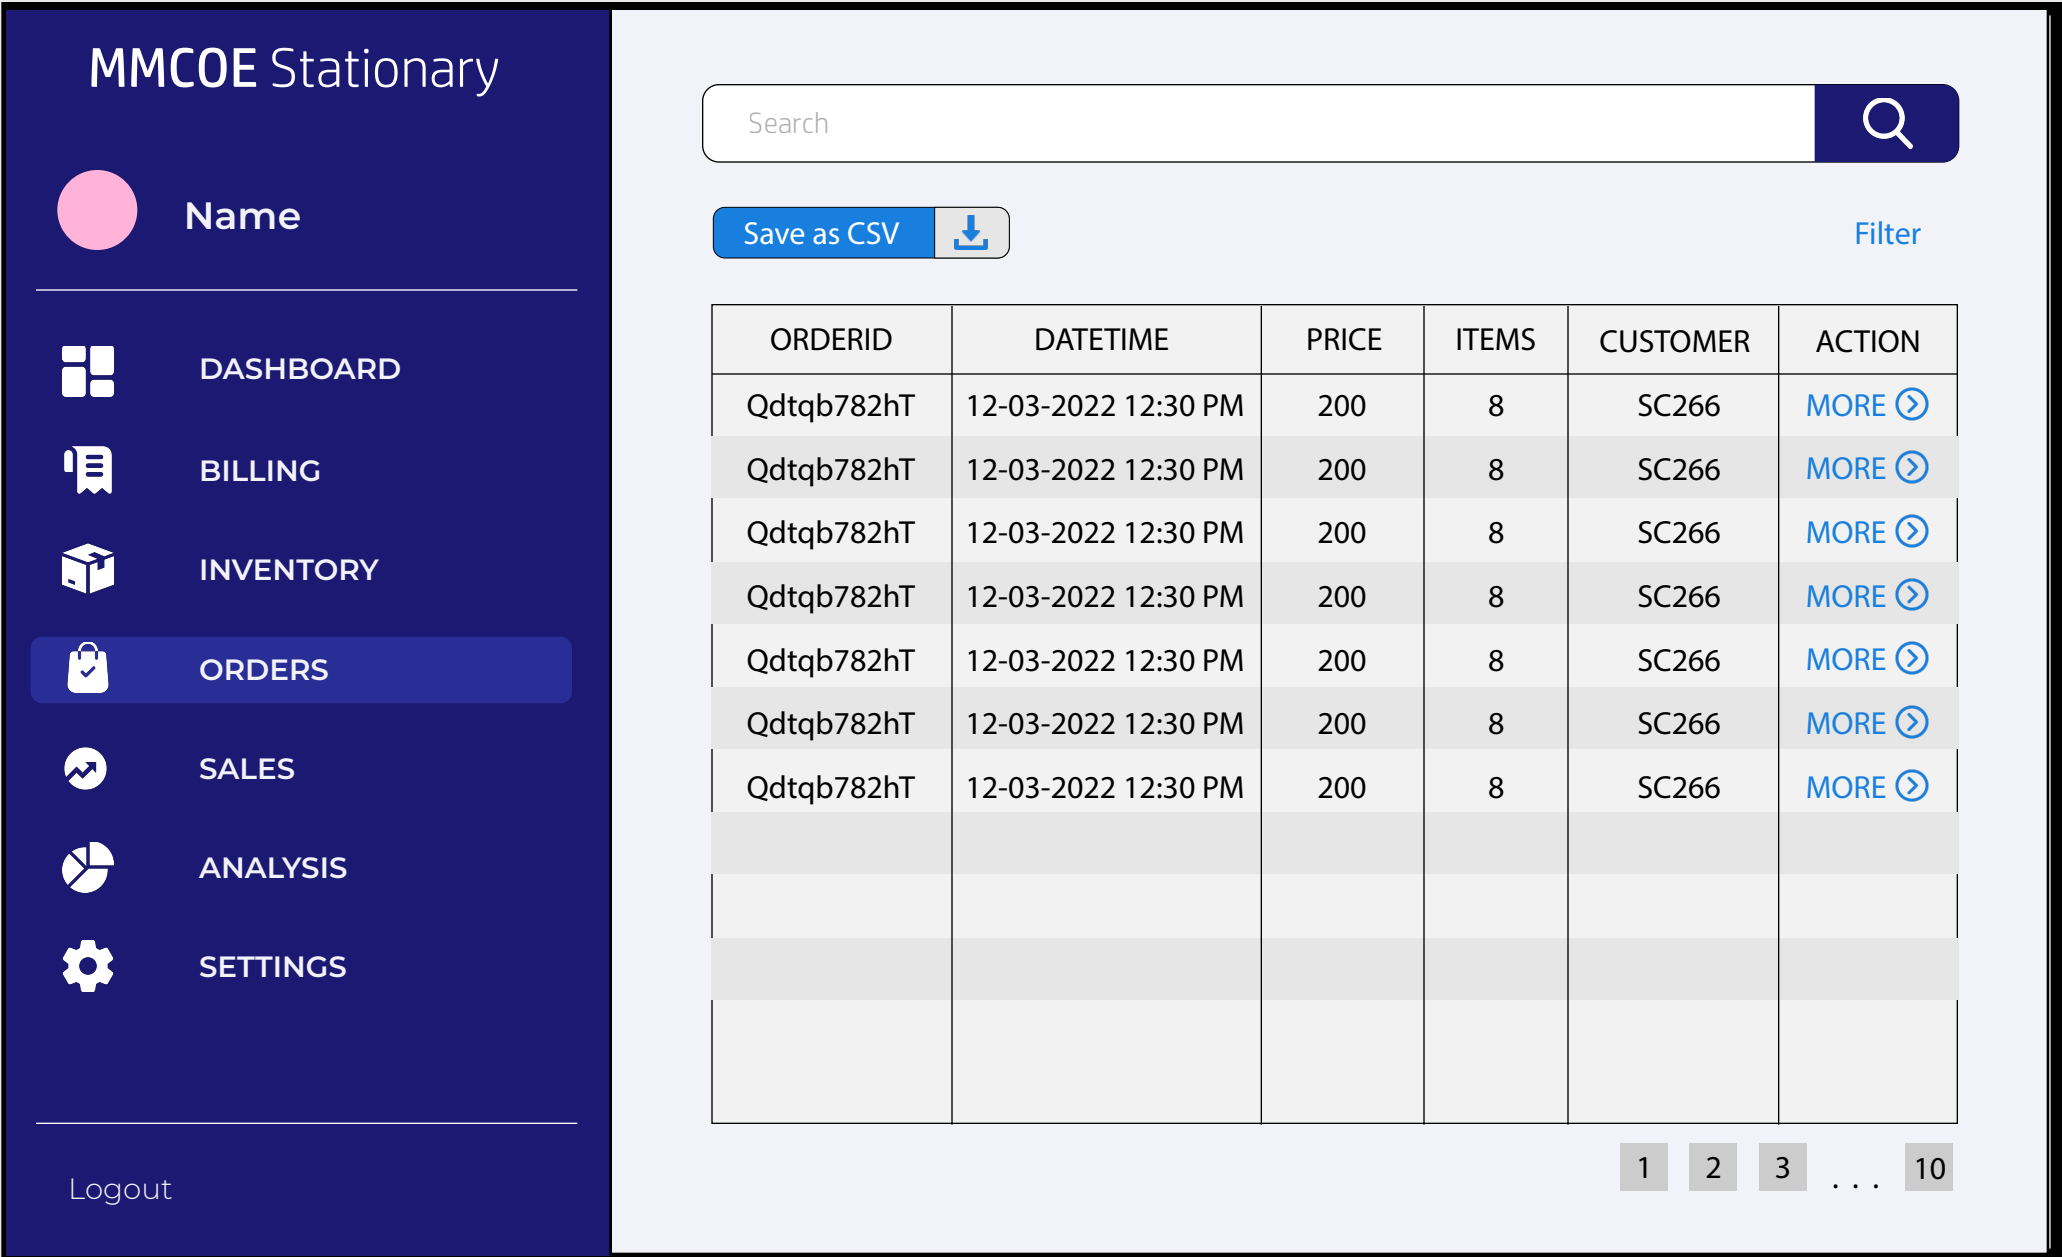 MMCOE Stationary
Name
DASHBOARD
BILLING
INVENTORY
ORDERS
SALES
ANALYSIS
SETTINGS
Logout
Search
Save as CSV
Filter
ORDERID DATETIME PRICE ITEMS CUSTOMER ACTION
Qdtqb782hT 12-03-2022 12:30 PM 200 8 SC266 MORE
Qdtqb782hT 12-03-2022 12:30 PM 200 8 SC266 MORE
Qdtqb782hT 12-03-2022 12:30 PM 200 8 SC266 MORE
Qdtqb782hT 12-03-2022 12:30 PM 200 8 SC266 MORE
Qdtqb782hT 12-03-2022 12:30 PM 200 8 SC266 MORE
Qdtqb782hT 12-03-2022 12:30 PM 200 8 SC266 MORE
Qdtqb782hT 12-03-2022 12:30 PM 200 8 SC266 MORE
1 2 3 . . . 10